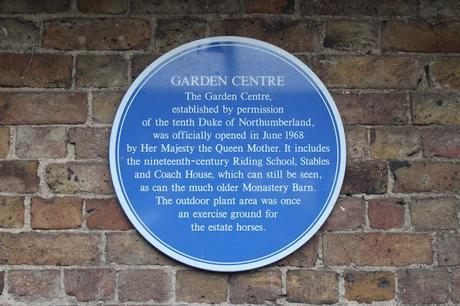 GARDEN CENTRE
The Garden Centre,
established by permission
of the tenth Duke of Northumberland,
was officially opened in June 1968
by Her Majesty the Queen Mother. It includes
the nineteenth-century Riding School, Stables
and Coach House, which can still be seen,
as can the much older Monastery Barn.
The outdoor plant area was once
an exercise ground for
the estate horses.